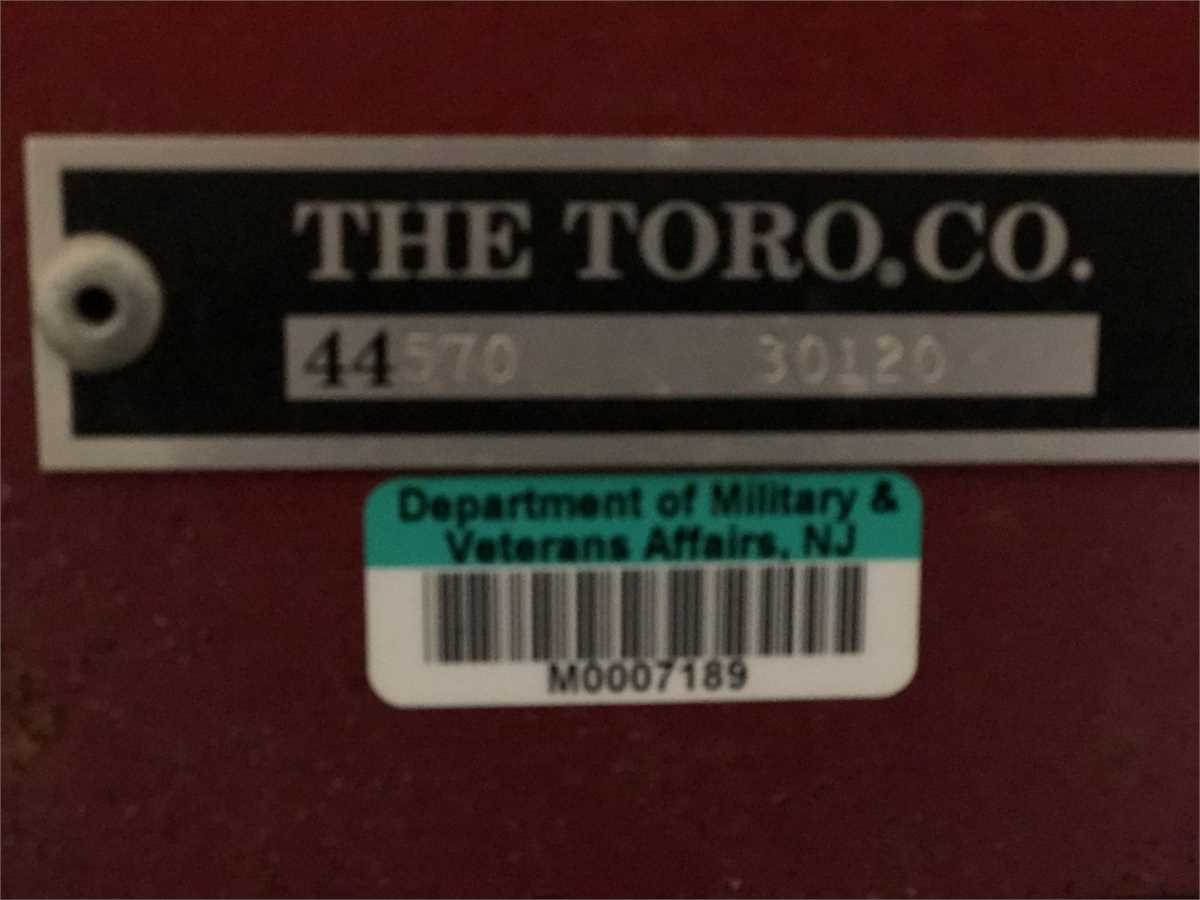 THE TORO® CO.
44570 30120
Department of Military &
Veterans Affairs, NJ
M0007189